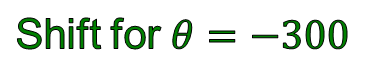 Shift for θ = −300